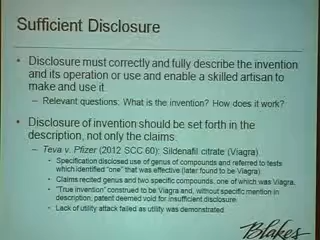 Sufficient Disclosure
• Disclosure must correctly and fully describe the invention
and its operation or use and enable a skilled artisan to
make and use it.
– Relevant questions: What is the invention? How does it work?
• Disclosure of invention should be set forth in the
description, not only the claims.
– Teva v. Pfizer (2012 SCC 60): Sildenafil citrate (Viagra).
• Specification disclosed use of genus of compounds and referred to tests
which identified "one" that was effective (later found to be Viagra).
• Claims recited genus and two specific compounds, one of which was Viagra.
• "True invention" construed to be Viagra and, without specific mention in
description, patent deemed void for insufficient disclosure.
• Lack of utility attack failed as utility was demonstrated.
Blakes